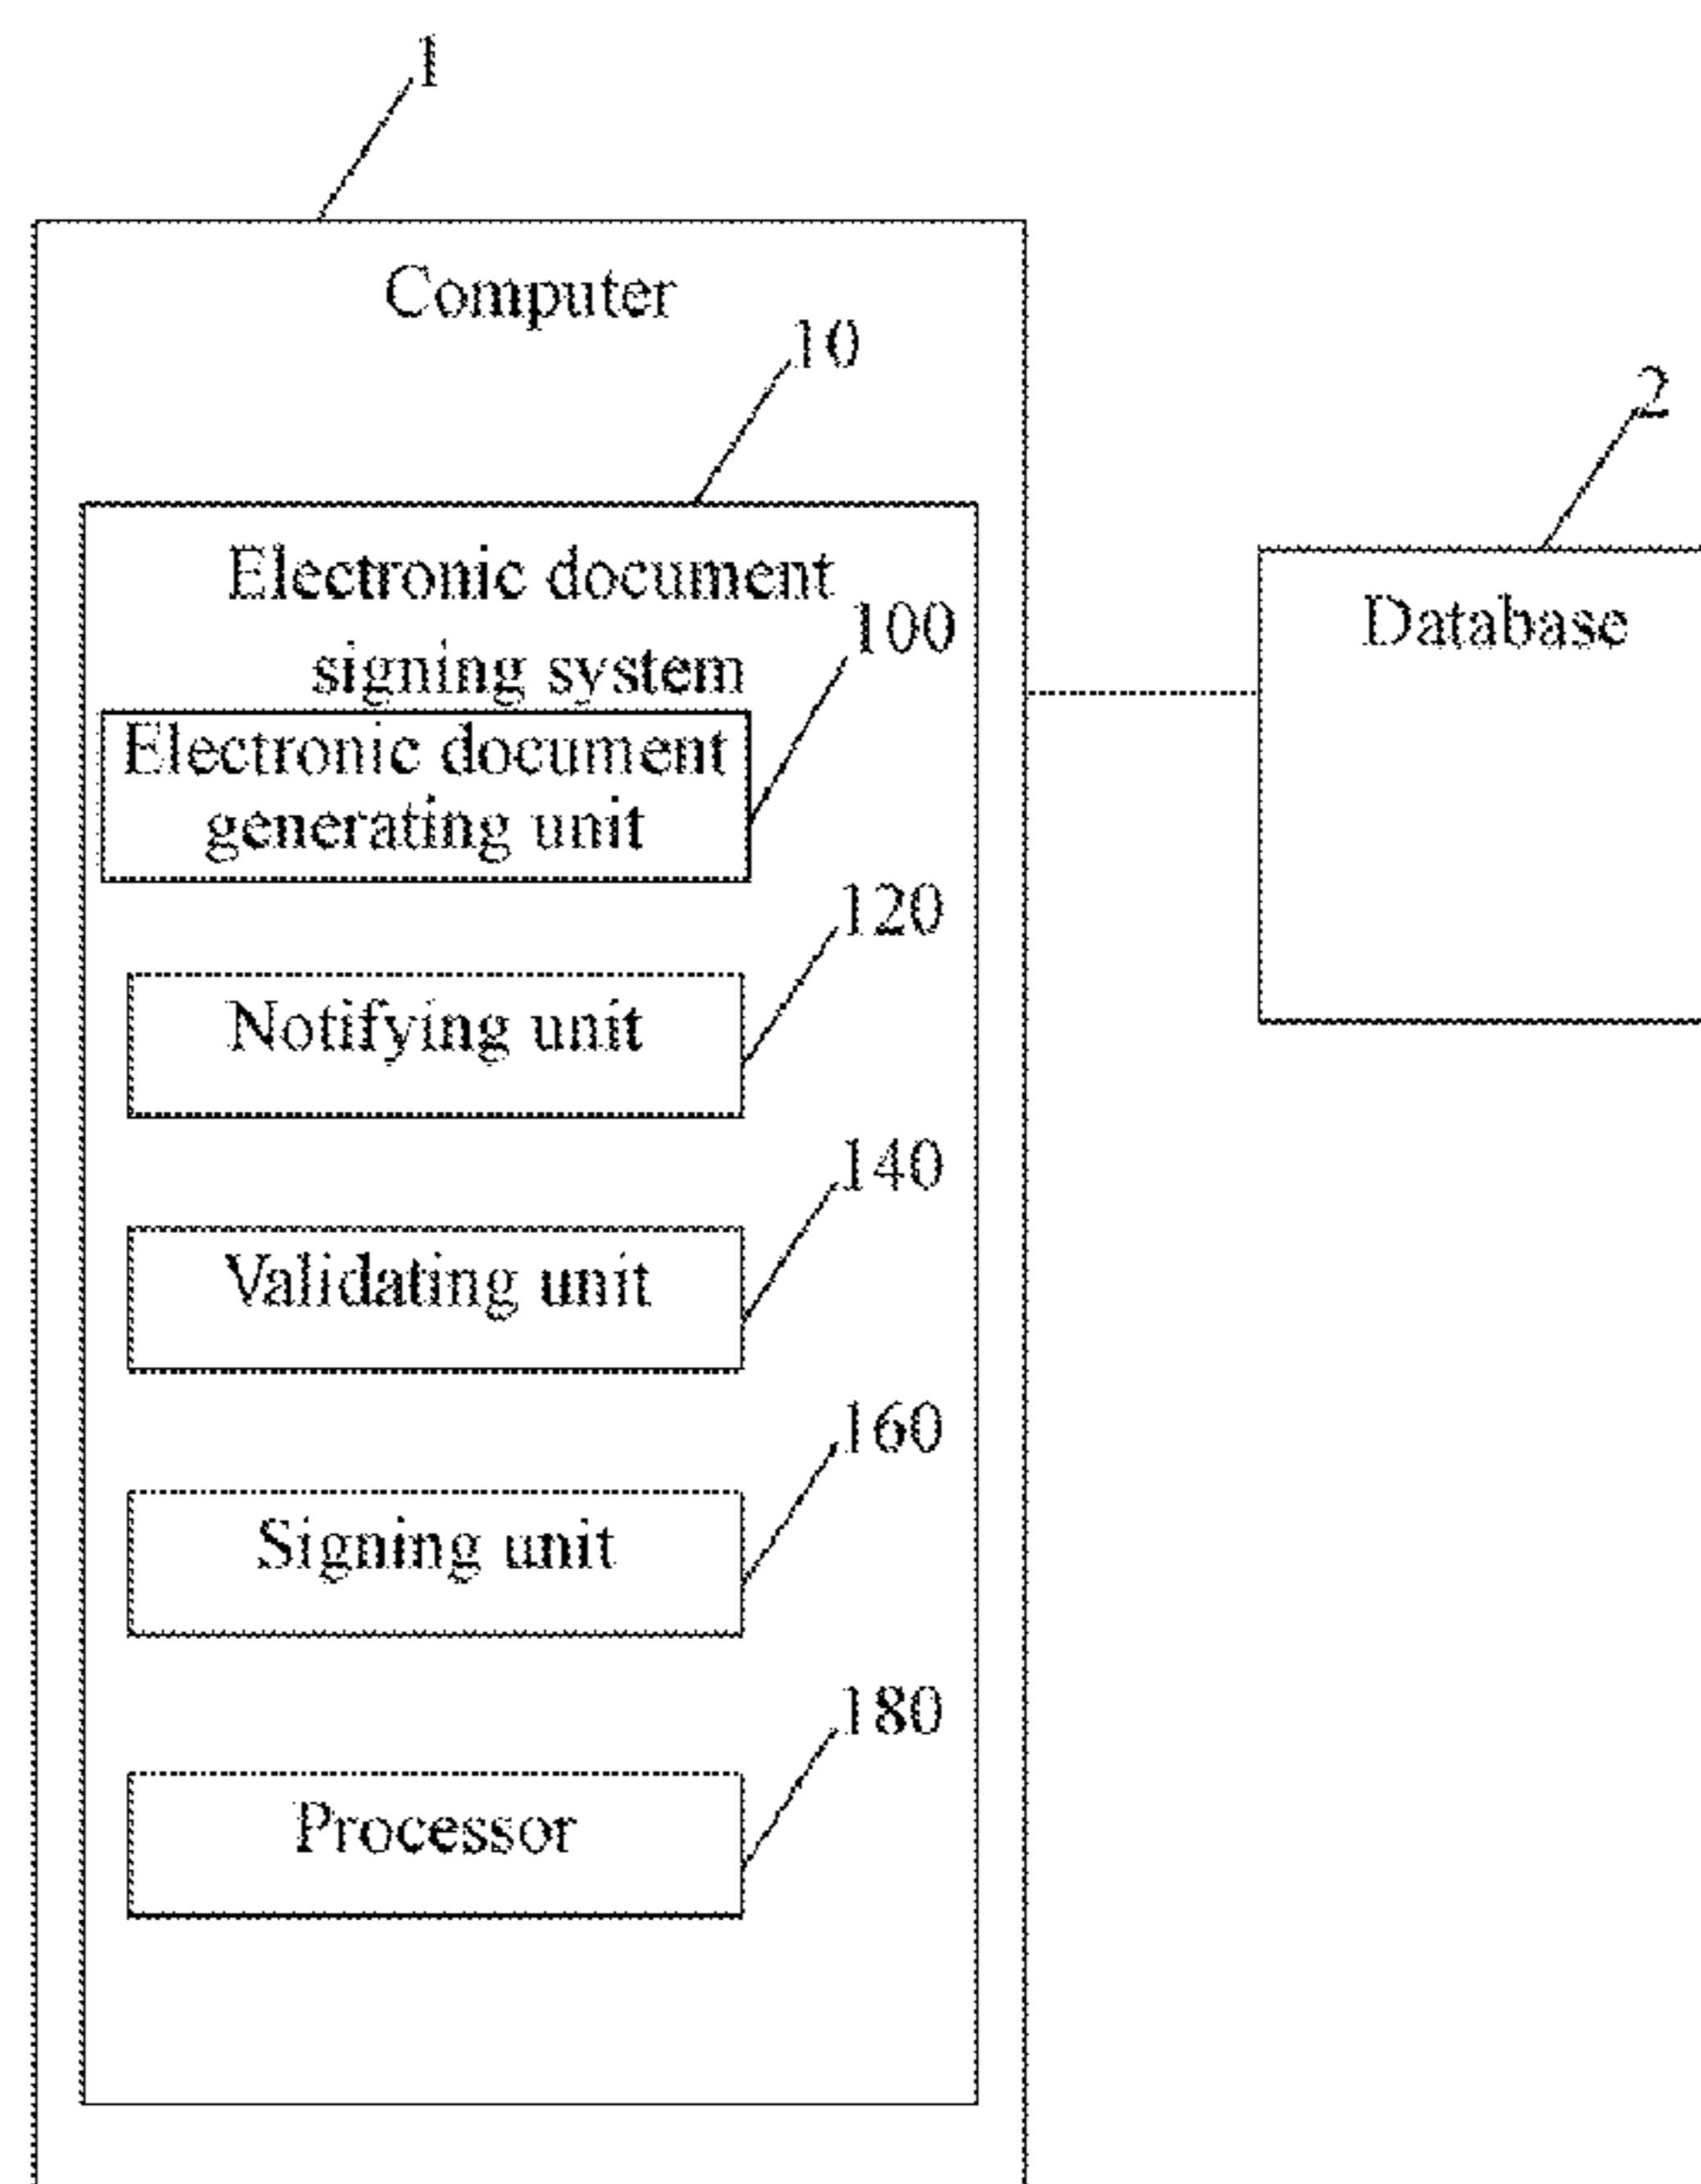 1
Computer
10
2
Electronic document
Database
100
signing system
Electronic document
generating unit
120
Notifying unit
140
Validating unit
160
Signing unit
180
Processor